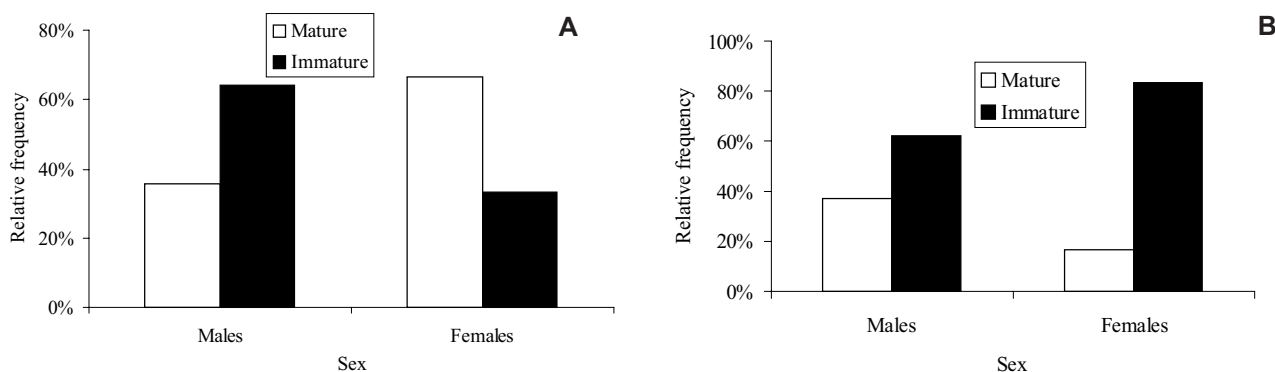 A
80%
60%
40%
20%
0%
Relative frequency
Mature
Immature
Males
Females
Sex
B
100%
80%
60%
40%
20%
0%
Relative frequency
Mature
Immature
Males
Females
Sex